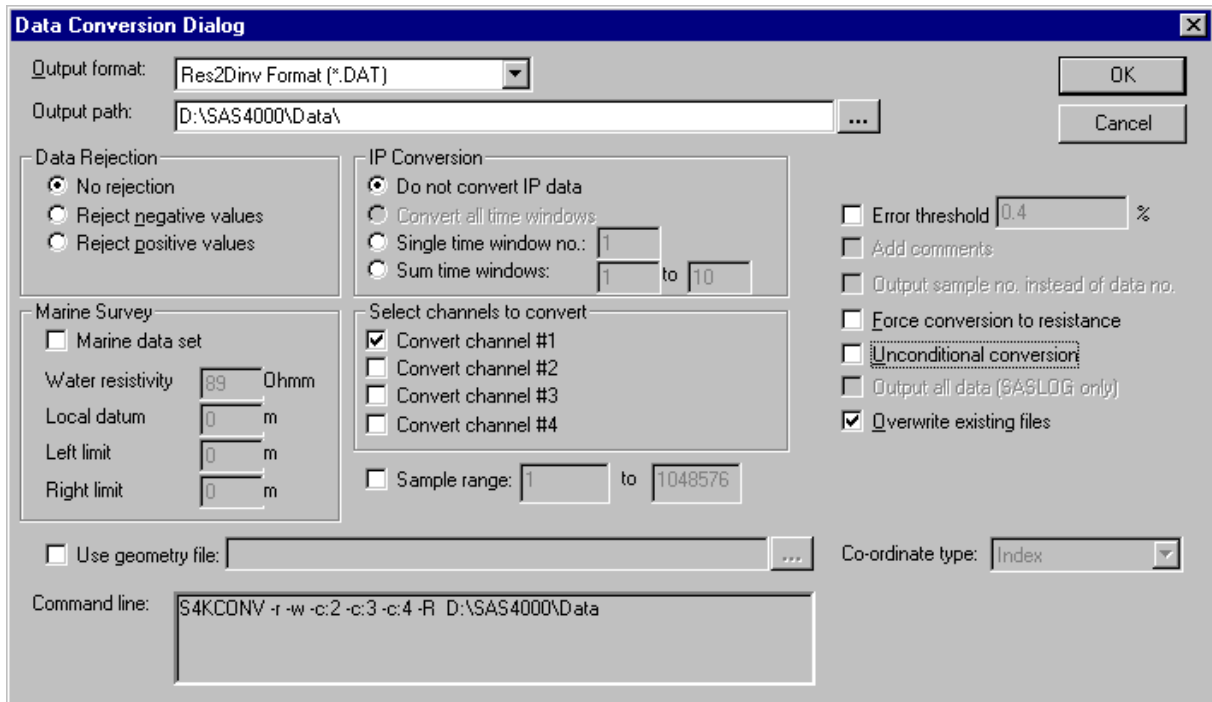 Data Conversion Dialog
Output format: Res2Dinv Format (*.DAT)
OK
Output path: D:\SAS4000\Data\ ...
Cancel
Data Rejection
No rejection
Reject negative values
Reject positive values
IP Conversion
Do not convert IP data
Convert all time windows
Single time window no.: 1
Sum time windows: 1 to 10
Error threshold 0.4 %
Add comments
Output sample no. instead of data no.
Force conversion to resistance
Unconditional conversion
Output all data (SASLOG only)
Overwrite existing files
Marine Survey
Marine data set
Water resistivity 89 Ohmm
Local datum 0 m
Left limit 0 m
Right limit 0 m
Select channels to convert
Convert channel #1
Convert channel #2
Convert channel #3
Convert channel #4
Sample range: 1 to 1048576
Use geometry file: ...
Co-ordinate type: Index
Command line: S4KCONV -r -w -c:2 -c:3 -c:4 -R D:\SAS4000\Data